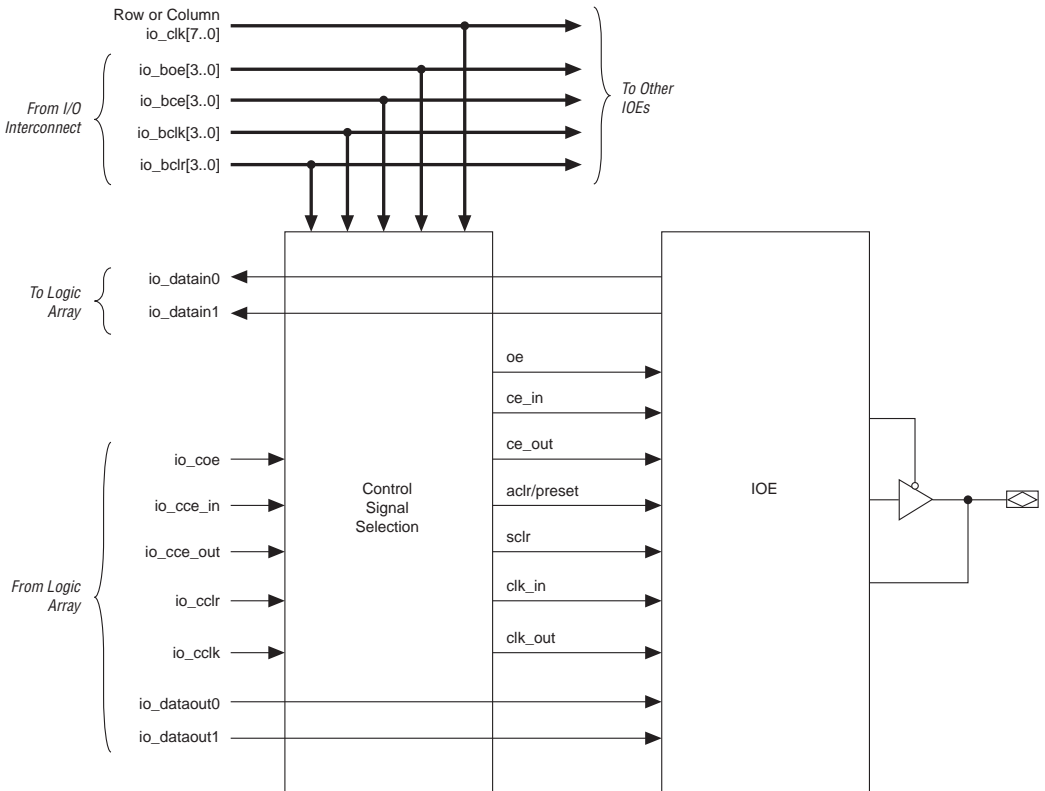 Row or Column
io_clk[7..0]
io_boe[3..0]
io_bce[3..0]
io_bclk[3..0]
io_bclr[3..0]
From I/O
Interconnect
To Other
IOEs
io_datain0
io_datain1
To Logic
Array
oe
ce_in
ce_out
aclr/preset
sclr
clk_in
clk_out
io_coe
io_cce_in
io_cce_out
io_cclr
io_cclk
io_dataout0
io_dataout1
From Logic
Array
Control
Signal
Selection
IOE